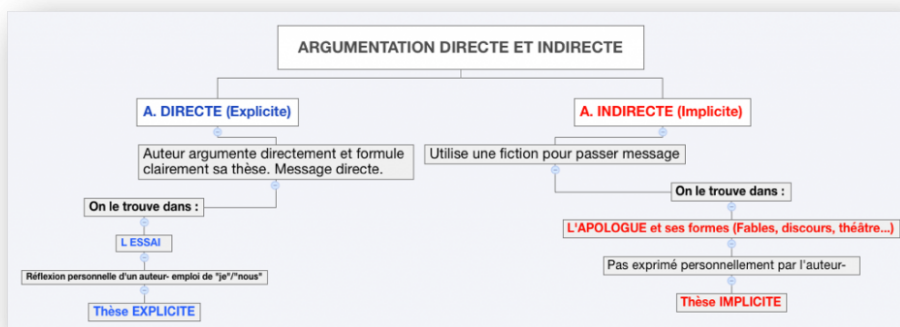 ARGUMENTATION DIRECTE ET INDIRECTE
A. DIRECTE (Explicite)
Auteur argumente directement et formule
clairement sa thèse. Message directe.
On le trouve dans :
L ESSAI
Réflexion personnelle d'un auteur- emploi de "je"/"nous"
Thèse EXPLICITE
A. INDIRECTE (Implicite)
Utilise une fiction pour passer message
On le trouve dans :
L'APOLOGUE et ses formes (Fables, discours, théâtre...)
Pas exprimé personnellement par l'auteur-
Thèse IMPLICITE